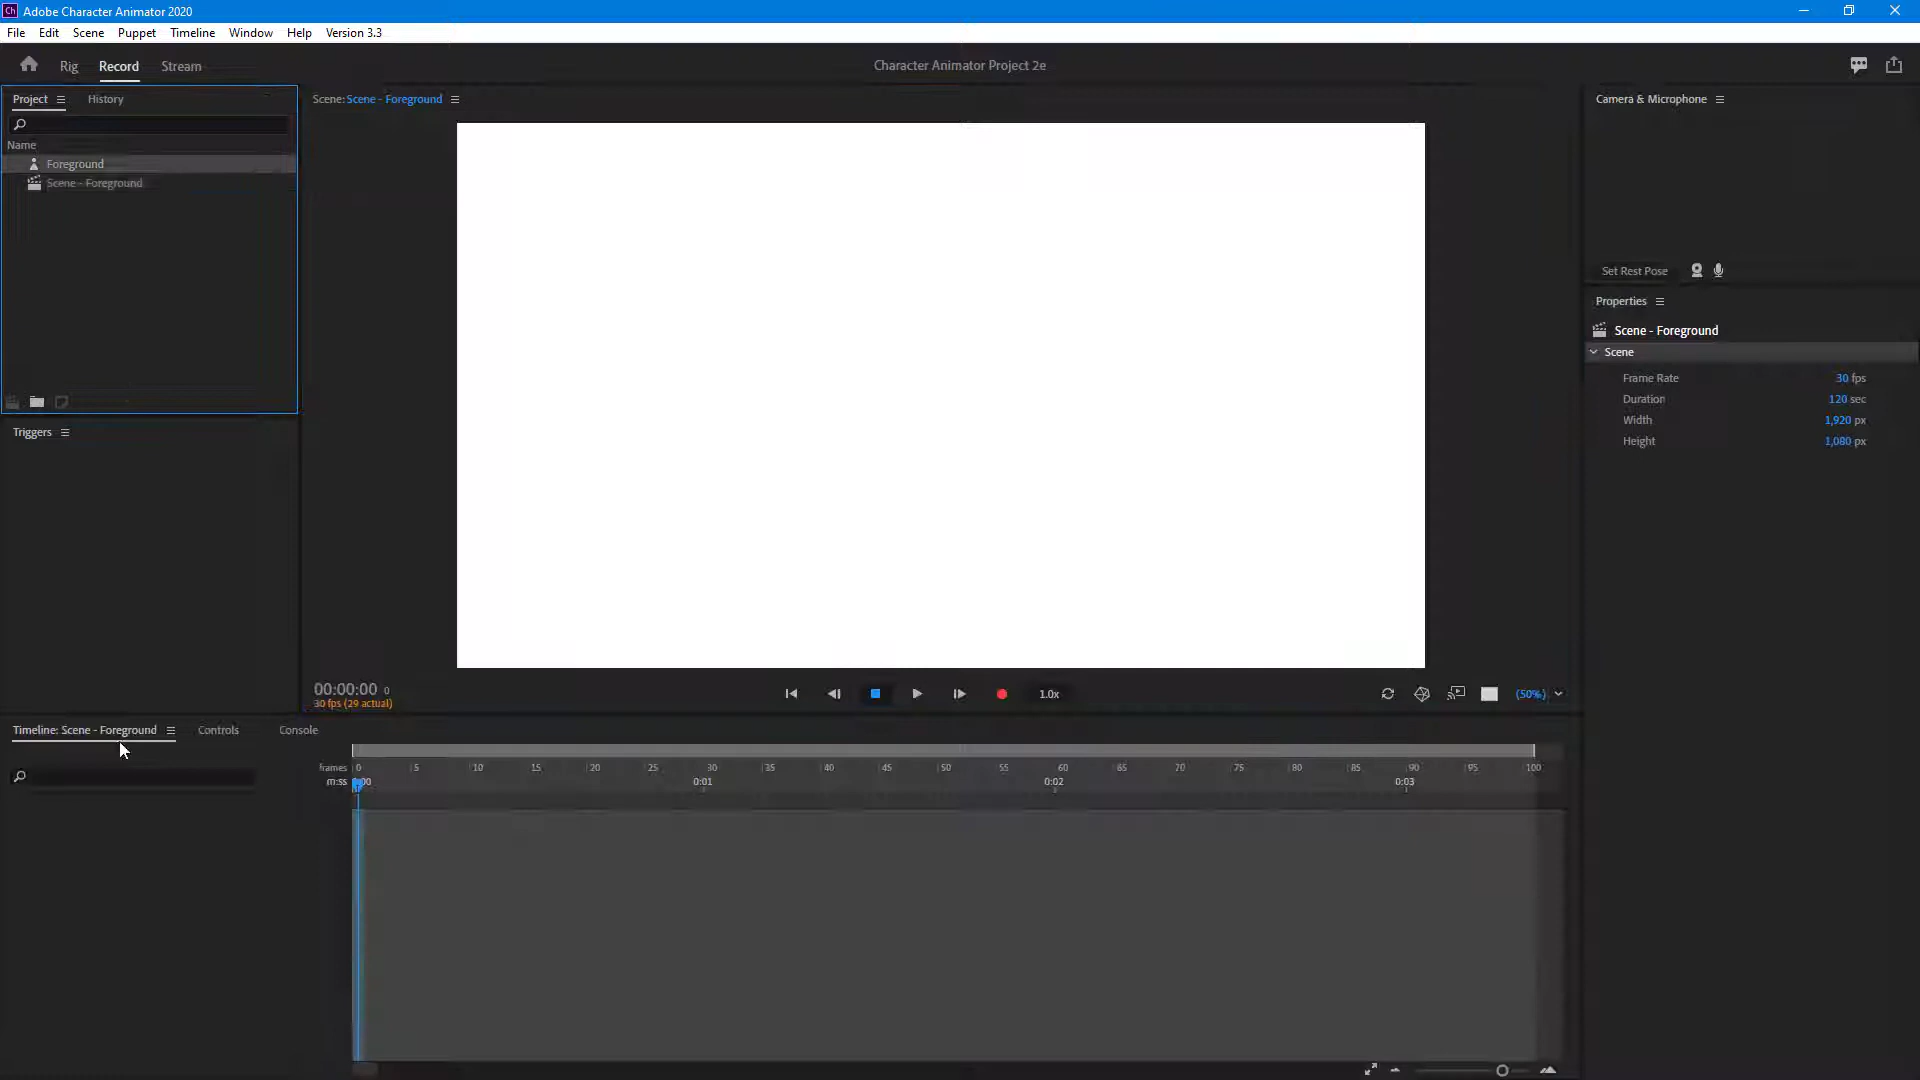 Ch Adobe Character Animator 2020
File Edit Scene Puppet Timeline Window Help Version 3.3
Rig Record Stream Character Animator Project 2e
Project History Scene: Scene - Foreground Camera & Microphone
Name
Foreground
Scene - Foreground
Set Rest Pose
Properties
Scene - Foreground
Scene
Frame Rate 30 fps
Duration 120 sec
Width 1,920 px
Height 1,080 px
Triggers
00:00:00 0
30 fps (29 actual)
1.0x (50%)
Timeline: Scene - Foreground Controls Console
frames 0 5 10 15 20 25 30 35 40 45 50 55 60 65 70 75 80 85 90 95 100
m:ss 0:00 0:01 0:02 0:03